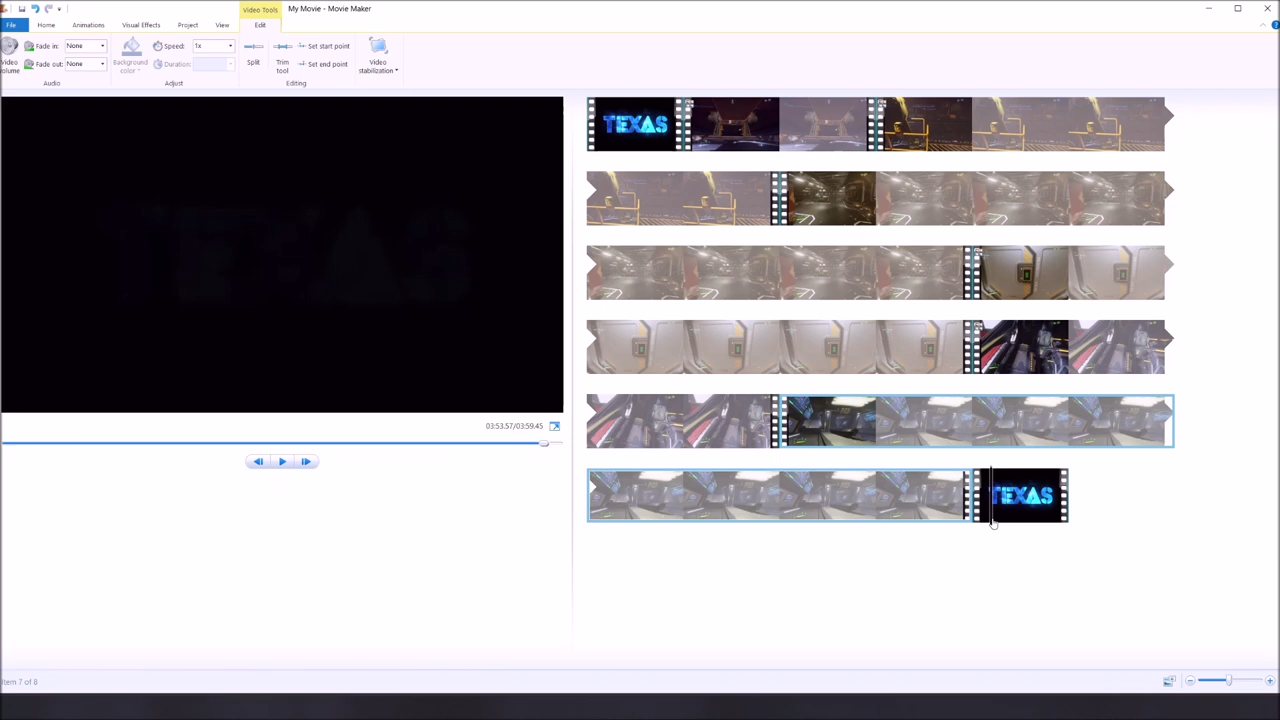 Video Tools
My Movie - Movie Maker
File
Home
Animations
Visual Effects
Project
View
Edit
Video
volume
Fade in:
None
Fade out:
None
Audio
Background
color
Speed:
1x
Duration:
Adjust
Split
Trim
tool
Set start point
Set end point
Editing
Video
stabilization
TEXAS
TEXAS
03:53.57/03:59.45
TEXAS
Item 7 of 8